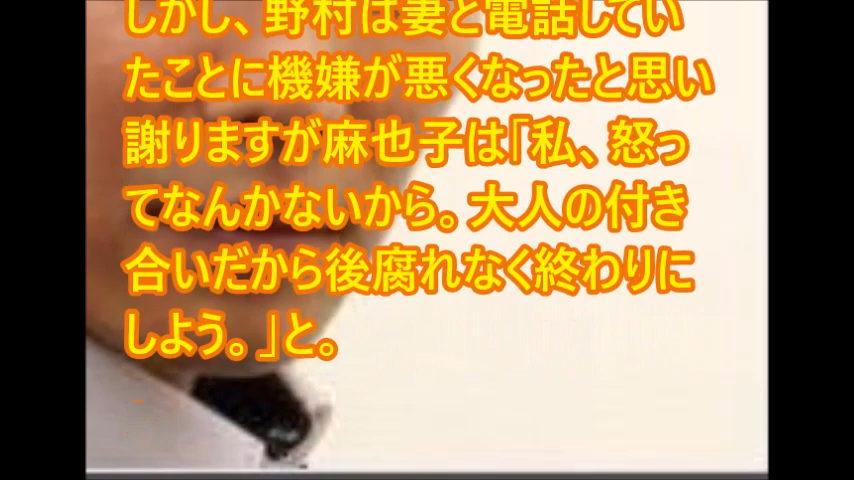 しかし、野村は妻と電話してい
たことに機嫌が悪くなったと思い
謝りますが麻也子は「私、怒っ
てなんかないから。大人の付き
合いだから後腐れなく終わりに
しよう。」と。